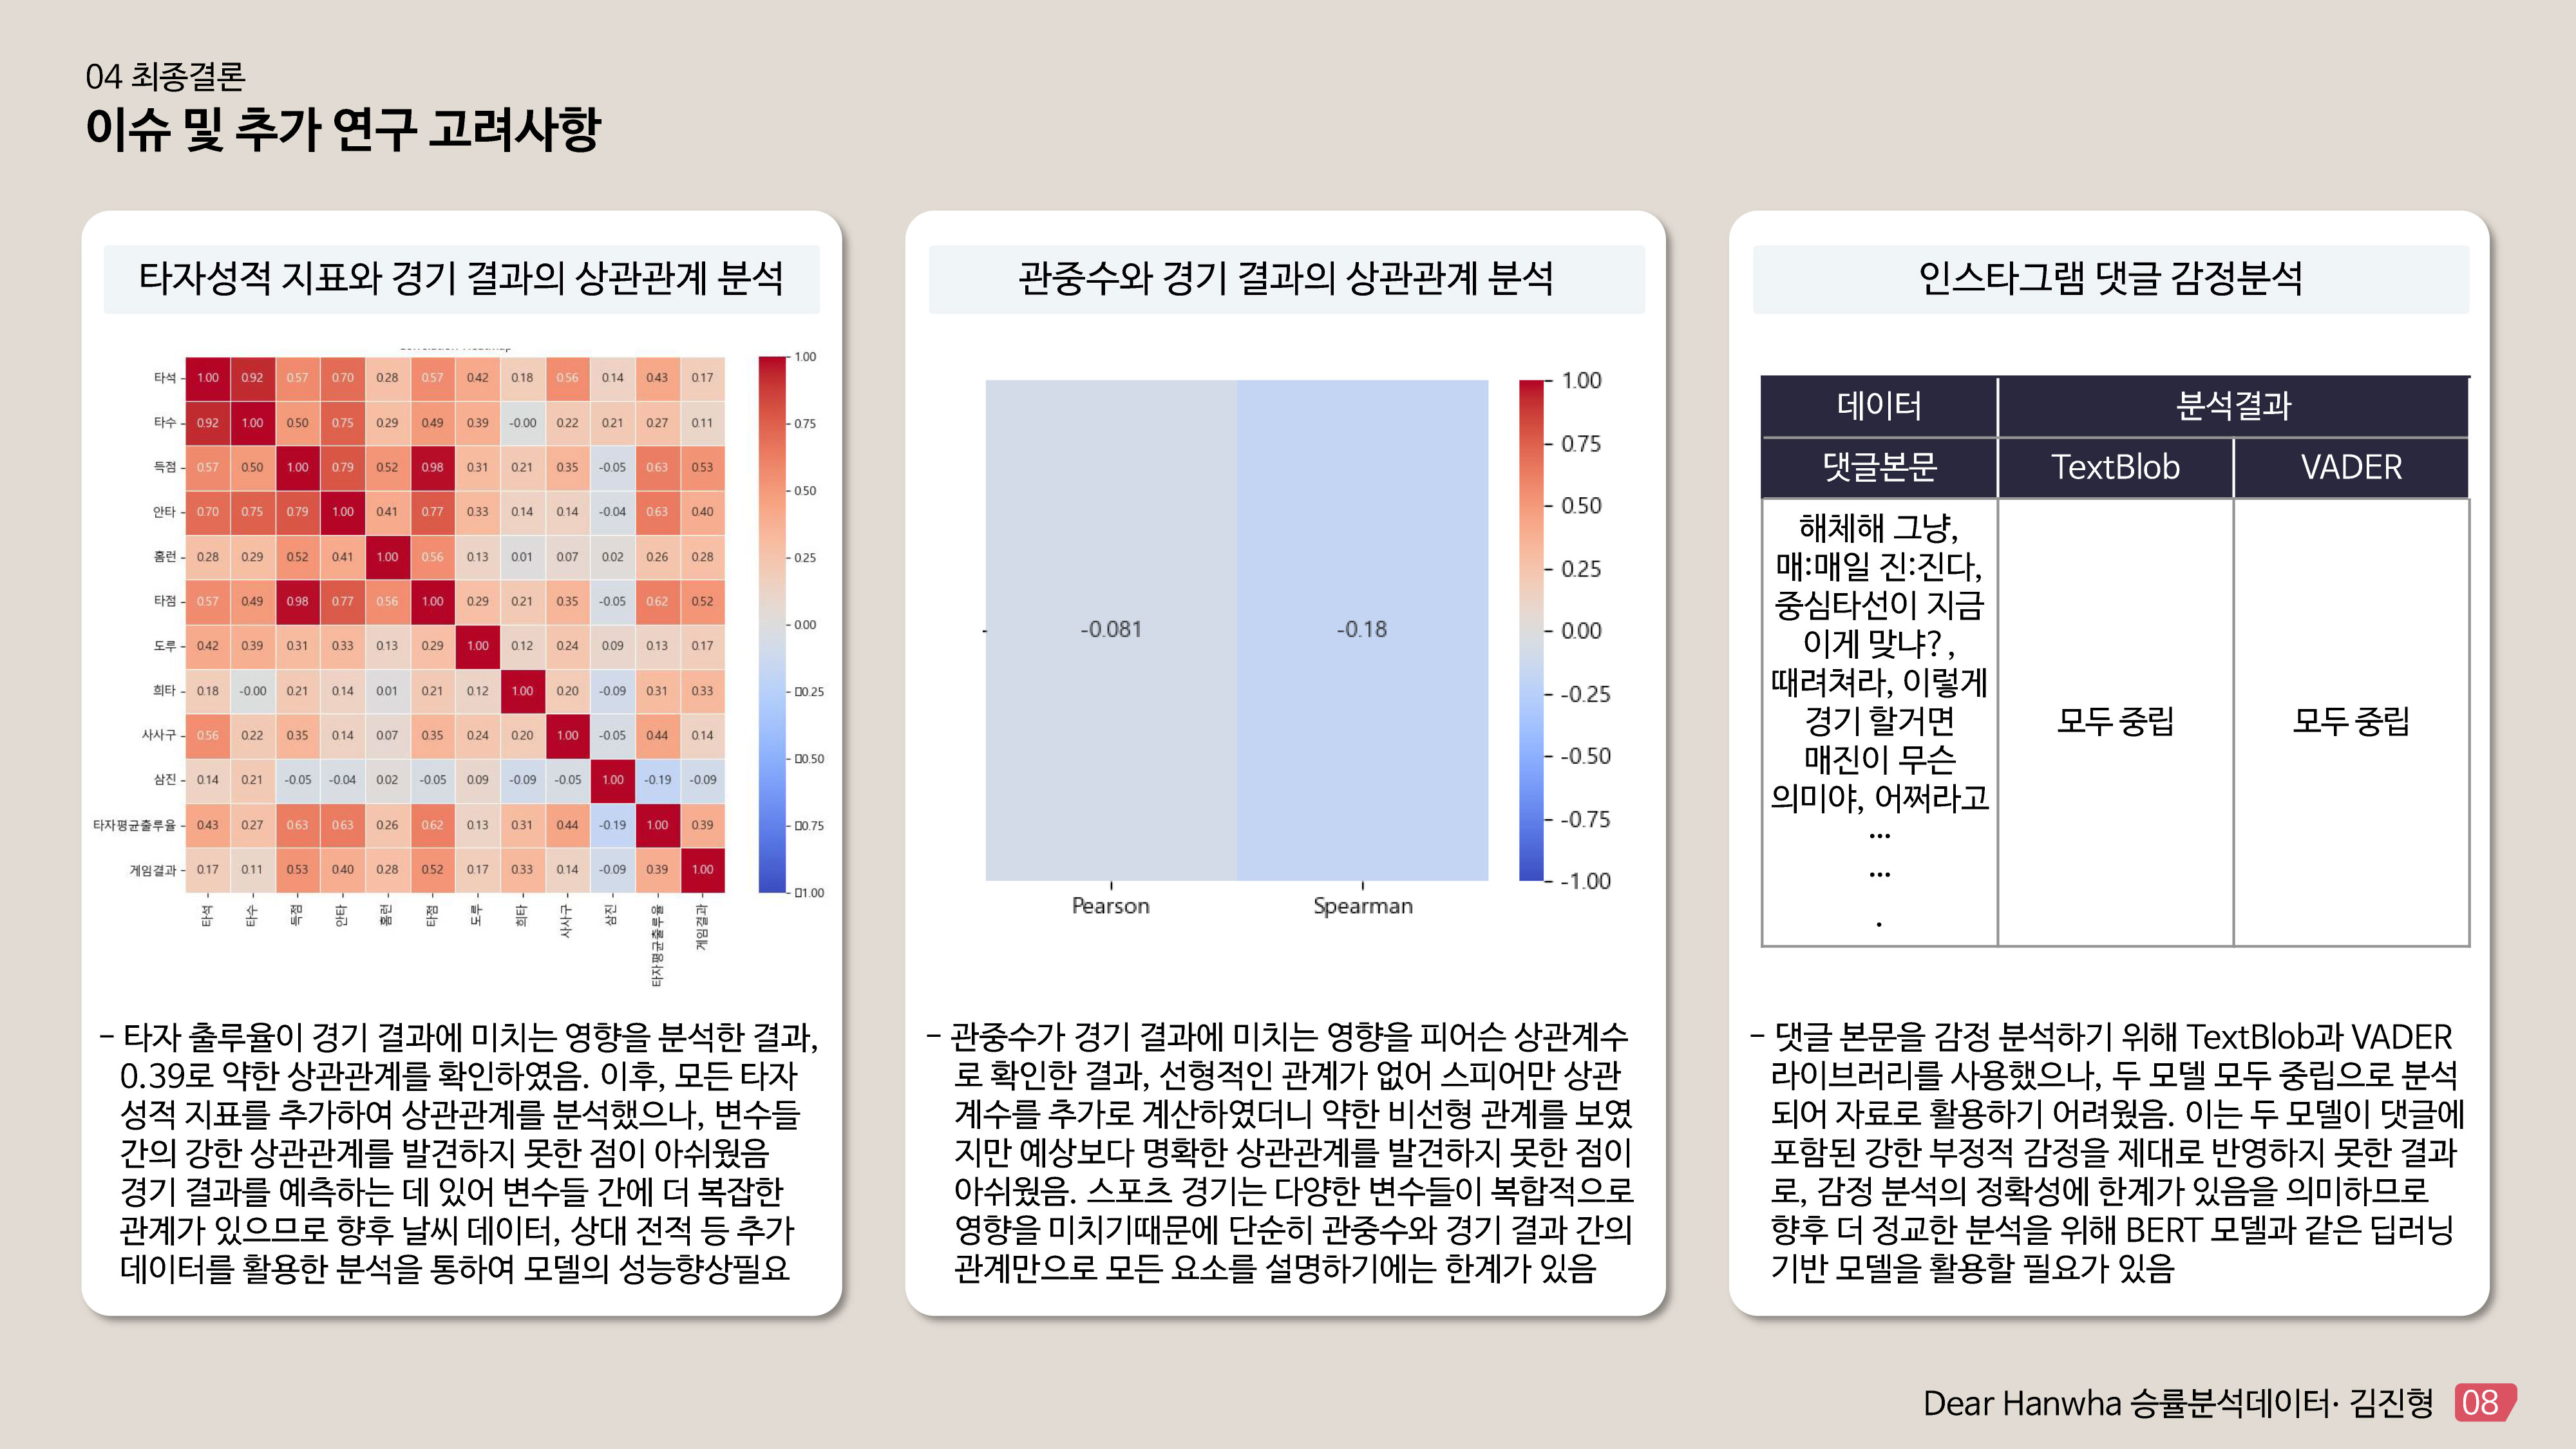 04 최종결론
이슈 및 추가 연구 고려사항
타자성적 지표와 경기 결과의 상관관계 분석
타석 1.00 0.92 0.57 0.70 0.28 0.57 0.42 0.18 0.56 0.14 0.43 0.17
타수 0.92 1.00 0.50 0.75 0.29 0.49 0.39 -0.00 0.22 0.21 0.27 0.11
득점 0.57 0.50 1.00 0.79 0.52 0.98 0.31 0.21 0.35 -0.05 0.63 0.53
안타 0.70 0.75 0.79 1.00 0.41 0.77 0.33 0.14 0.14 -0.04 0.63 0.40
홈런 0.28 0.29 0.52 0.41 1.00 0.56 0.13 0.01 0.07 0.02 0.26 0.28
타점 0.57 0.49 0.98 0.77 0.56 1.00 0.29 0.21 0.35 -0.05 0.62 0.52
도루 0.42 0.39 0.31 0.33 0.13 0.29 1.00 0.12 0.24 0.09 0.13 0.17
희타 0.18 -0.00 0.21 0.14 0.01 0.21 0.12 1.00 0.20 -0.09 0.31 0.33
사사구 0.56 0.22 0.35 0.14 0.07 0.35 0.24 0.20 1.00 -0.05 0.44 0.14
삼진 0.14 0.21 -0.05 -0.04 0.02 -0.05 0.09 -0.09 -0.05 1.00 -0.19 -0.09
타자평균출루율 0.43 0.27 0.63 0.63 0.26 0.62 0.13 0.31 0.44 -0.19 1.00 0.39
게임결과 0.17 0.11 0.53 0.40 0.28 0.52 0.17 0.33 0.14 -0.09 0.39 1.00
타석 타수 득점 안타 홈런 타점 도루 희타 사사구 삼진 타자평균출루율 게임결과
1.00
0.75
0.50
0.25
0.00
□0.25
□0.50
□0.75
□1.00
- 타자 출루율이 경기 결과에 미치는 영향을 분석한 결과,
0.39로 약한 상관관계를 확인하였음. 이후, 모든 타자
성적 지표를 추가하여 상관관계를 분석했으나, 변수들
간의 강한 상관관계를 발견하지 못한 점이 아쉬웠음
경기 결과를 예측하는 데 있어 변수들 간에 더 복잡한
관계가 있으므로 향후 날씨 데이터, 상대 전적 등 추가
데이터를 활용한 분석을 통하여 모델의 성능향상필요
관중수와 경기 결과의 상관관계 분석
-0.081 -0.18
Pearson Spearman
1.00
0.75
0.50
0.25
0.00
-0.25
-0.50
-0.75
-1.00
- 관중수가 경기 결과에 미치는 영향을 피어슨 상관계수
로 확인한 결과, 선형적인 관계가 없어 스피어만 상관
계수를 추가로 계산하였더니 약한 비선형 관계를 보였
지만 예상보다 명확한 상관관계를 발견하지 못한 점이
아쉬웠음. 스포츠 경기는 다양한 변수들이 복합적으로
영향을 미치기때문에 단순히 관중수와 경기 결과 간의
관계만으로 모든 요소를 설명하기에는 한계가 있음
인스타그램 댓글 감정분석
데이터 분석결과
댓글본문 TextBlob VADER
해체해 그냥,
매:매일 진:진다,
중심타선이 지금
이게 맞냐? ,
때려쳐라, 이렇게
경기 할거면
매진이 무슨
의미야, 어쩌라고
...
...
.
모두 중립 모두 중립
- 댓글 본문을 감정 분석하기 위해 TextBlob과 VADER
라이브러리를 사용했으나, 두 모델 모두 중립으로 분석
되어 자료로 활용하기 어려웠음. 이는 두 모델이 댓글에
포함된 강한 부정적 감정을 제대로 반영하지 못한 결과
로, 감정 분석의 정확성에 한계가 있음을 의미하므로
향후 더 정교한 분석을 위해 BERT 모델과 같은 딥러닝
기반 모델을 활용할 필요가 있음
Dear Hanwha 승률분석데이터· 김진형 08